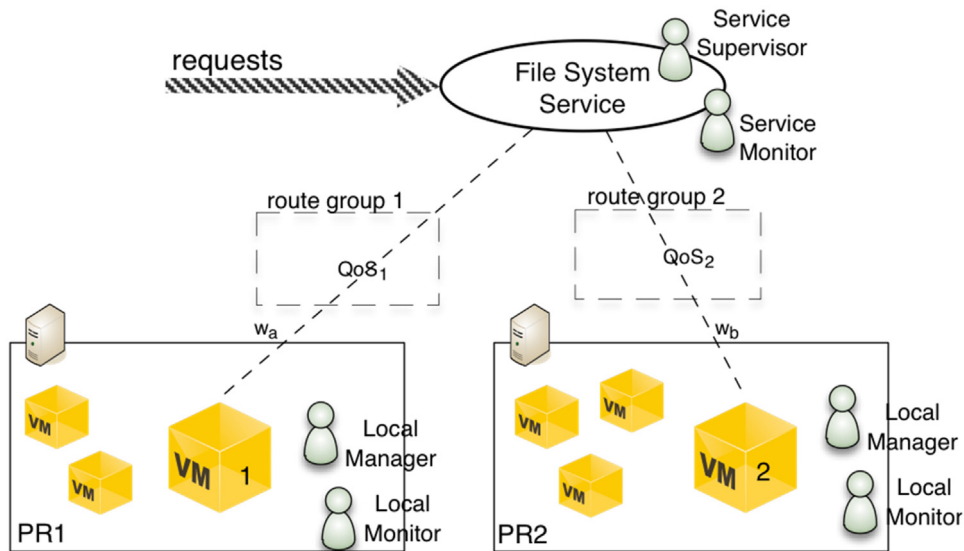 Service
Supervisor
requests
File System
Service
Service
Monitor
route group 1
route group 2
QoS1
QoS2
wa
wb
VM
VM
VM
1
Local
Manager
Local
Monitor
PR1
VM
VM
VM
VM
2
Local
Manager
Local
Monitor
PR2